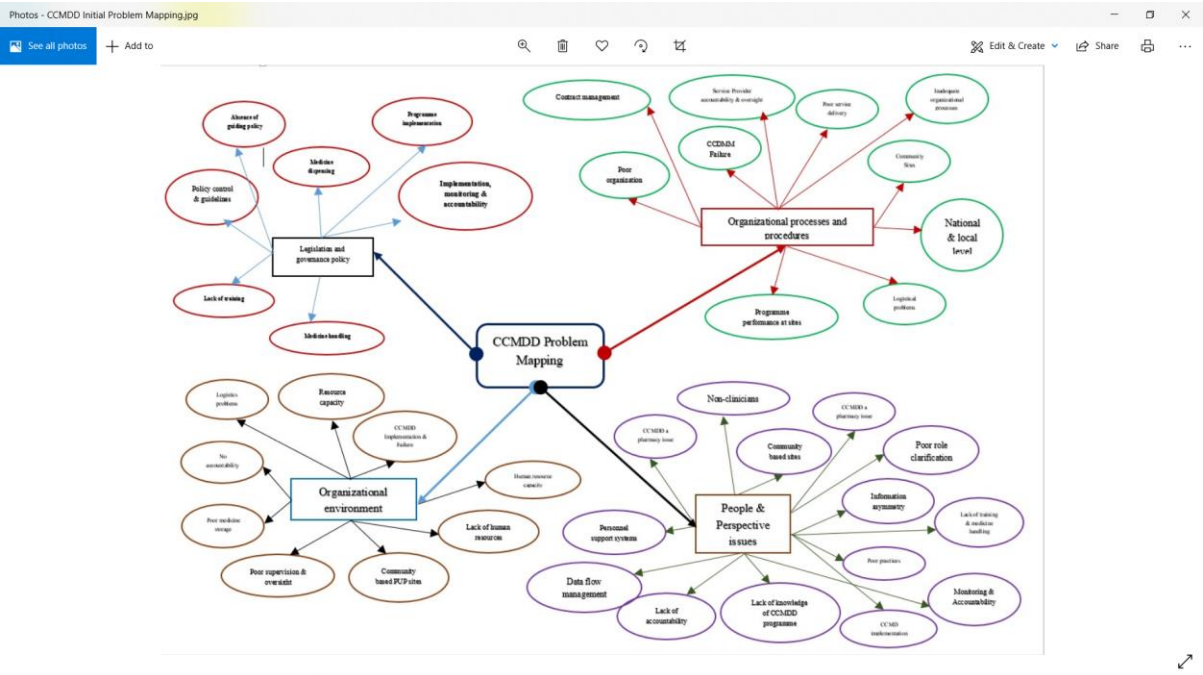 Photos - CCMDD Initial Problem Mapping.jpg
See all photos
Add to
Edit & Create
Share
Absence of
guiding policy
Programme
implementation
Medicine
dispensing
Policy control
& guidelines
Implementation,
monitoring &
accountability
Legislation and
governance policy
Lack of training
Medicine handling
Contract management
Service Provider
accountability & oversight
Poor service
delivery
Inadequate
organizational
resources
CCDMM
Failure
Community
Sites
Poor
organization
Organizational processes and
procedures
National
& local
level
Programme
performance at sites
Logistical
problems
CCMDD Problem
Mapping
Logistics
problems
Resource
capacity
CCMDD
Implementation &
Failure
No
accountability
Human resource
capacity
Organizational
environment
Poor medicine
storage
Lack of human
resources
Poor supervision &
oversight
Community
based PUP sites
Non-clinicians
CCMDD a
pharmacy issue
CCMDD a
pharmacy issue
Community
based sites
Poor role
clarification
People &
Perspective
issues
Information
asymmetry
Lack of training
& medicine
handling
Personnel
support systems
Poor practices
Data flow
management
Lack of
accountability
Lack of knowledge
of CCMDD
programme
Monitoring &
Accountability
CCMD
implementation